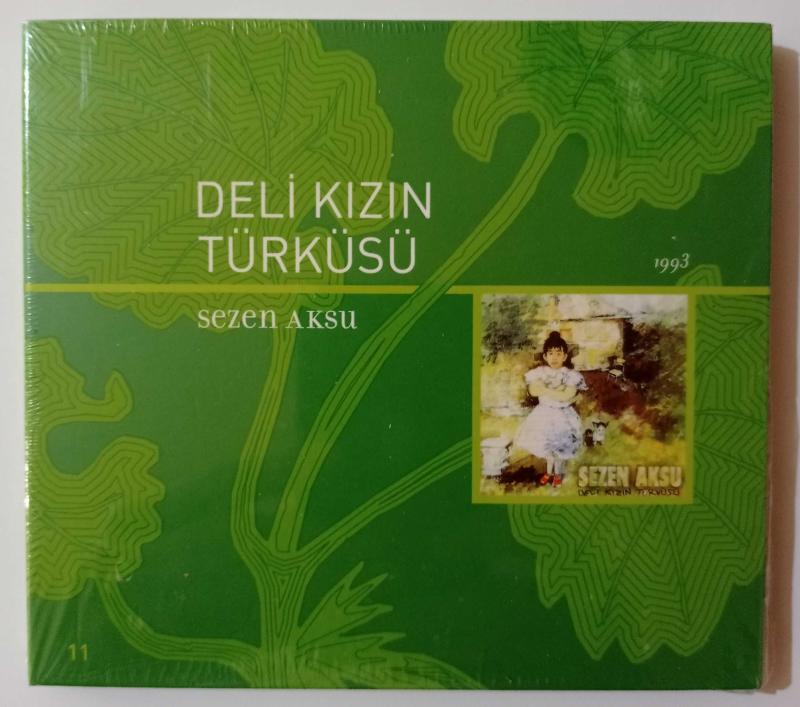 DELİ KIZIN
TÜRKÜSÜ
1993
sezen AKSU
SEZEN AKSU
DELİ KIZIN TÜRKÜSÜ
11